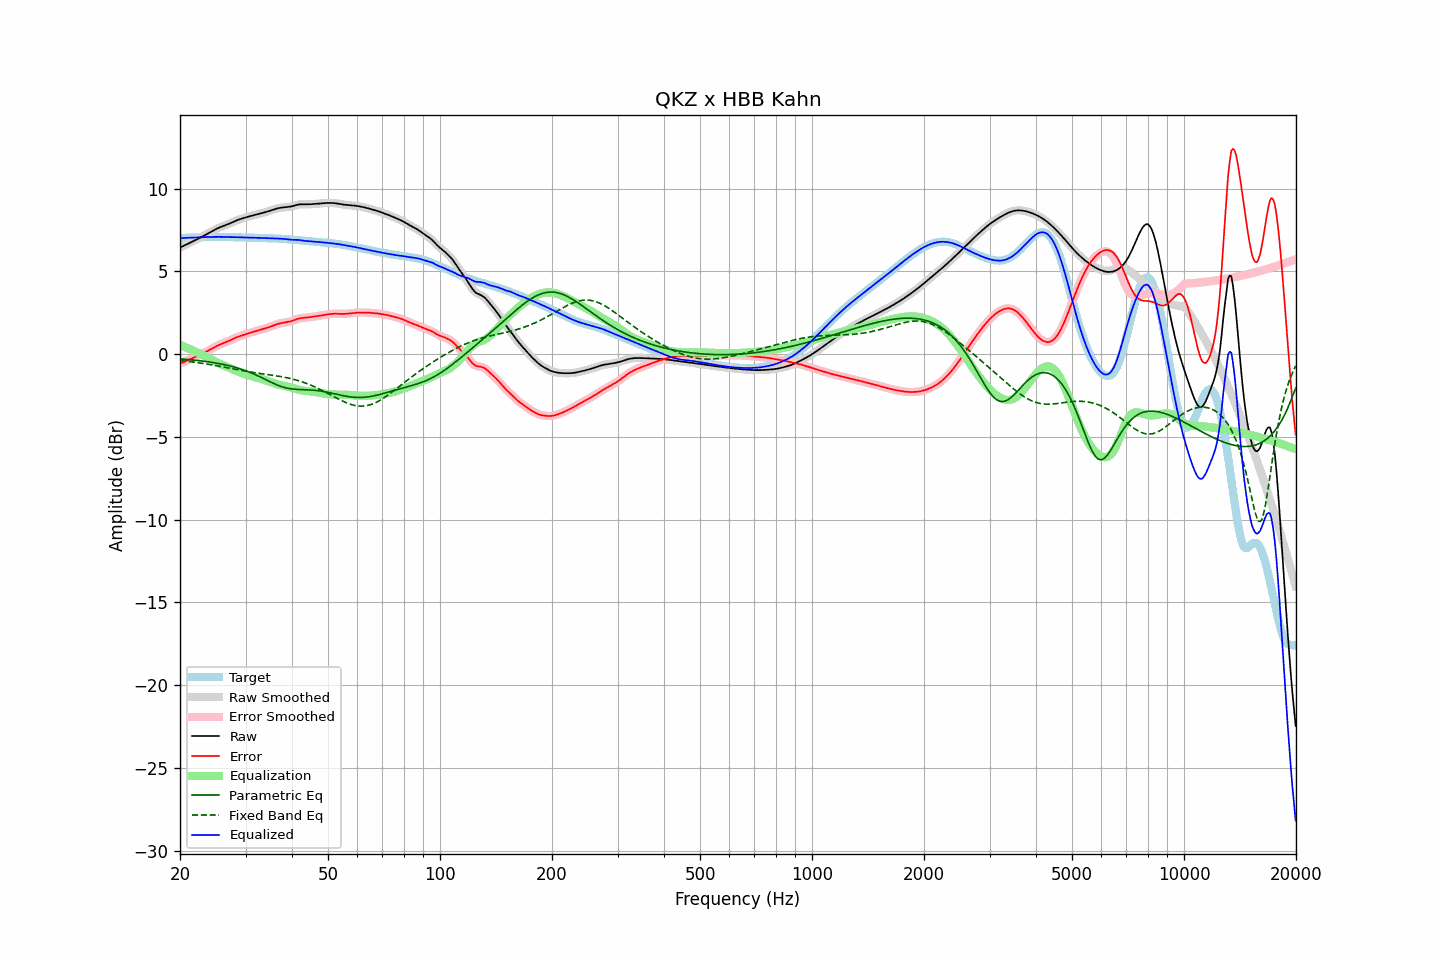 QKZ x HBB Kahn
Amplitude (dBr)
10
5
0
−5
−10
−15
−20
−25
−30
Target
Raw Smoothed
Error Smoothed
Raw
Error
Equalization
Parametric Eq
Fixed Band Eq
Equalized
20 50 100 200 500 1000 2000 5000 10000 20000
Frequency (Hz)